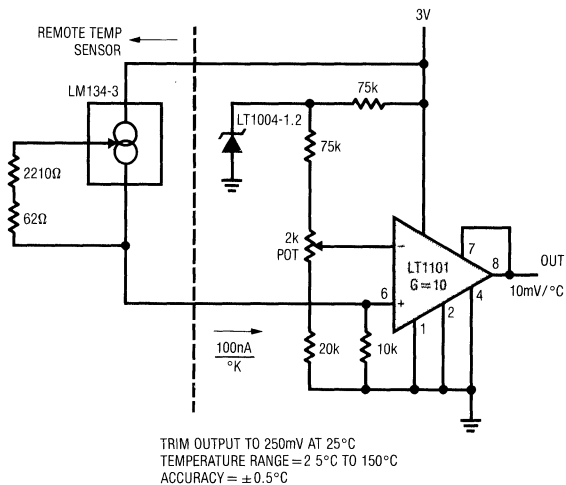 3V
REMOTE TEMP
SENSOR
LM134-3
75k
LT1004-1.2
75k
2210Ω
62Ω
2k
POT
−
LT1101
G = 10
7
8
OUT
10mV/°C
6
+
4
2
1
100nA
°K
20k
10k
TRIM OUTPUT TO 250mV AT 25°C
TEMPERATURE RANGE = 2 5°C TO 150°C
ACCURACY = ±0.5°C